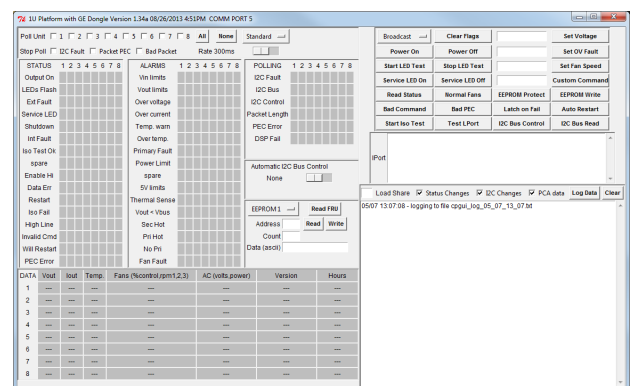 1U Platform with GE Dongle Version 1.34a 08/26/2013 4:51PM COMM PORT 5
Poll Unit 1 2 3 4 5 6 7 8 All None Standard
Stop Poll I2C Fault Packet PEC Bad Packet Rate 300ms
STATUS 1 2 3 4 5 6 7 8 ALARMS 1 2 3 4 5 6 7 8 POLLING 1 2 3 4 5 6 7 8
Output On Vin limits I2C Fault
LEDs Flash Vout limits I2C Bus
Ext Fault Over voltage I2C Control
Service LED Over current Packet Length
Shutdown Temp. warn PEC Error
Int Fault Over temp. DSP Fail
Iso Test Ok Primary Fault
spare Power Limit
Enable Hi spare
Data Err 5V limits
Restart Thermal Sense
Iso Fail Vout < Vbus
High Line Sec Hot
Invalid Cmd Pri Hot
Will Restart No Pri
PEC Error Fan Fault
Automatic I2C Bus Control
None
EEPROM1 Read FRU
Address Read Write
Count
Data (ascii)
DATA Vout Iout Temp. Fans (%control,rpm1,2,3) AC (volts,power) Version Hours
1 --- --- --- --- --- --- ---
2 --- --- --- --- --- --- ---
3 --- --- --- --- --- --- ---
4 --- --- --- --- --- --- ---
5 --- --- --- --- --- --- ---
6 --- --- --- --- --- --- ---
7 --- --- --- --- --- --- ---
8 --- --- --- --- --- --- ---
Broadcast Clear Flags Set Voltage
Power On Power Off Set OV Fault
Start LED Test Stop LED Test Set Fan Speed
Service LED On Service LED Off Custom Command
Read Status Normal Fans EEPROM Protect EEPROM Write
Bad Command Bad PEC Latch on Fail Auto Restart
Start Iso Test Test LPort I2C Bus Control I2C Bus Read
lPort
Load Share Status Changes I2C Changes PCA data Log Data Clear
05/07 13:07:08 - logging to file cpgui_log_05_07_13_07.txt